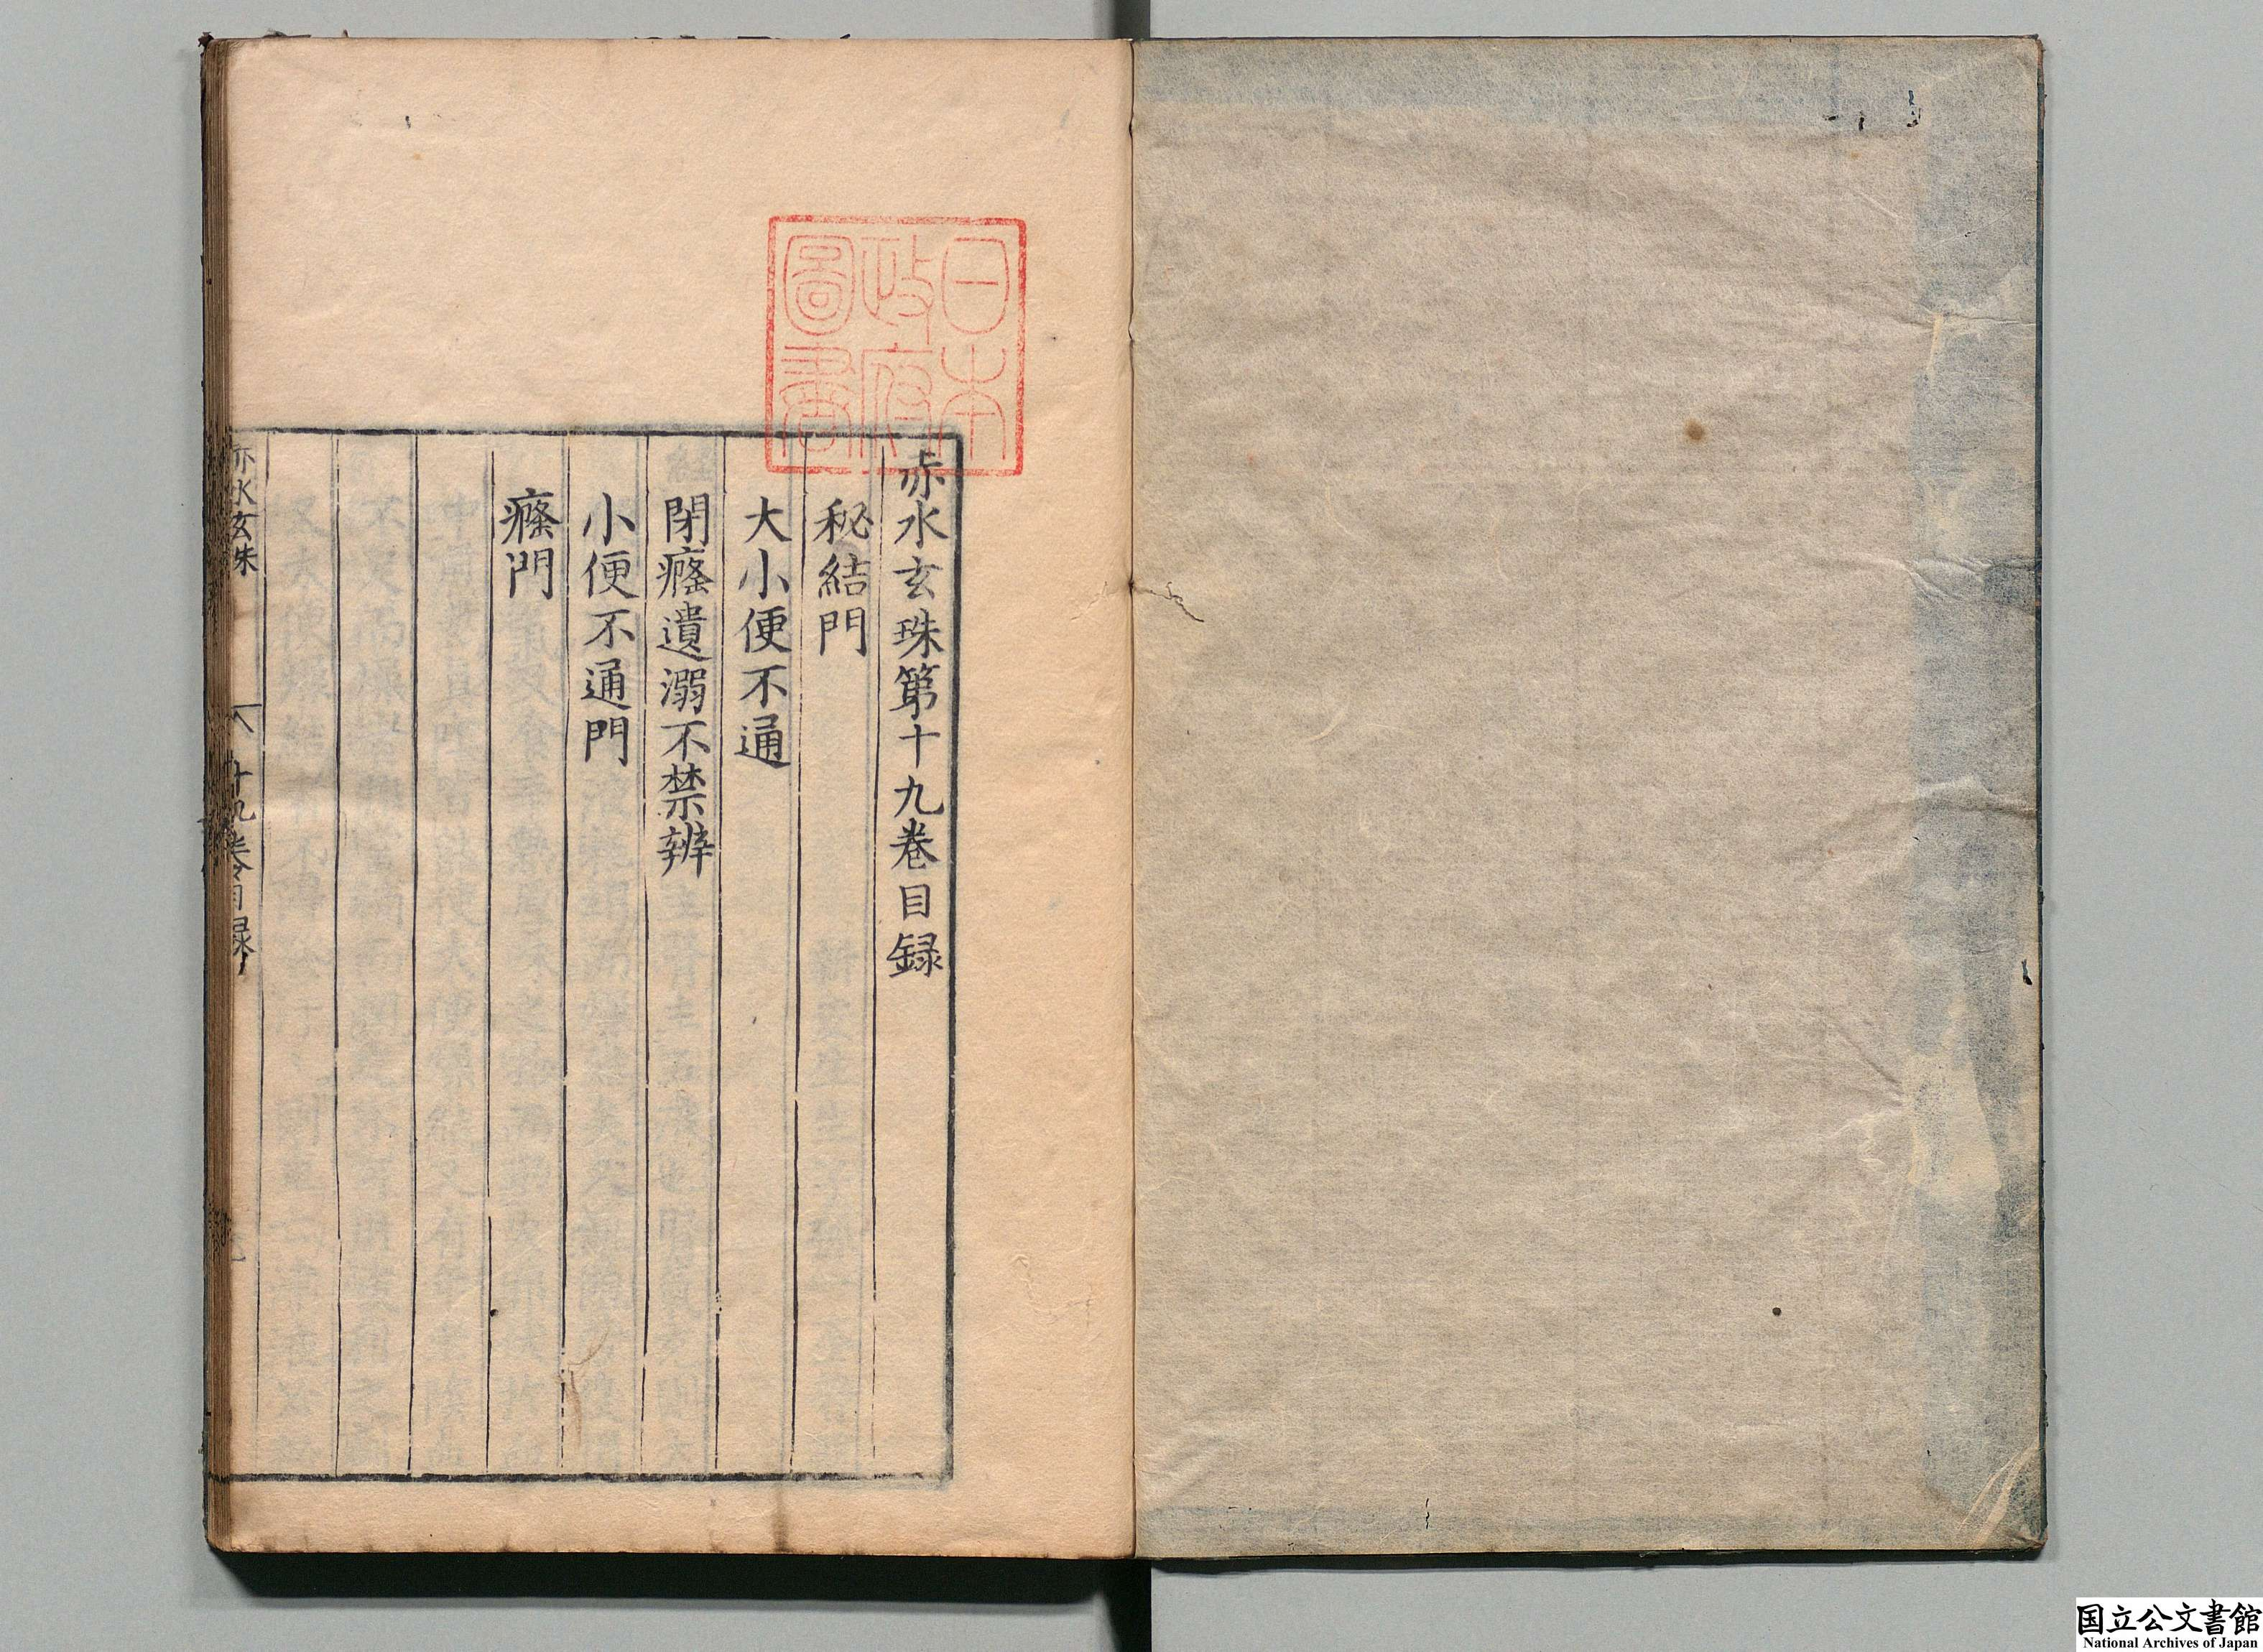 日本
政府
圖書
赤水玄珠第十九卷目録
秘結門
大小便不通
閉癃遺溺不禁辨
小便不通門
癃門
赤水玄珠
十九卷目録
国立公文書館
National Archives of Japan